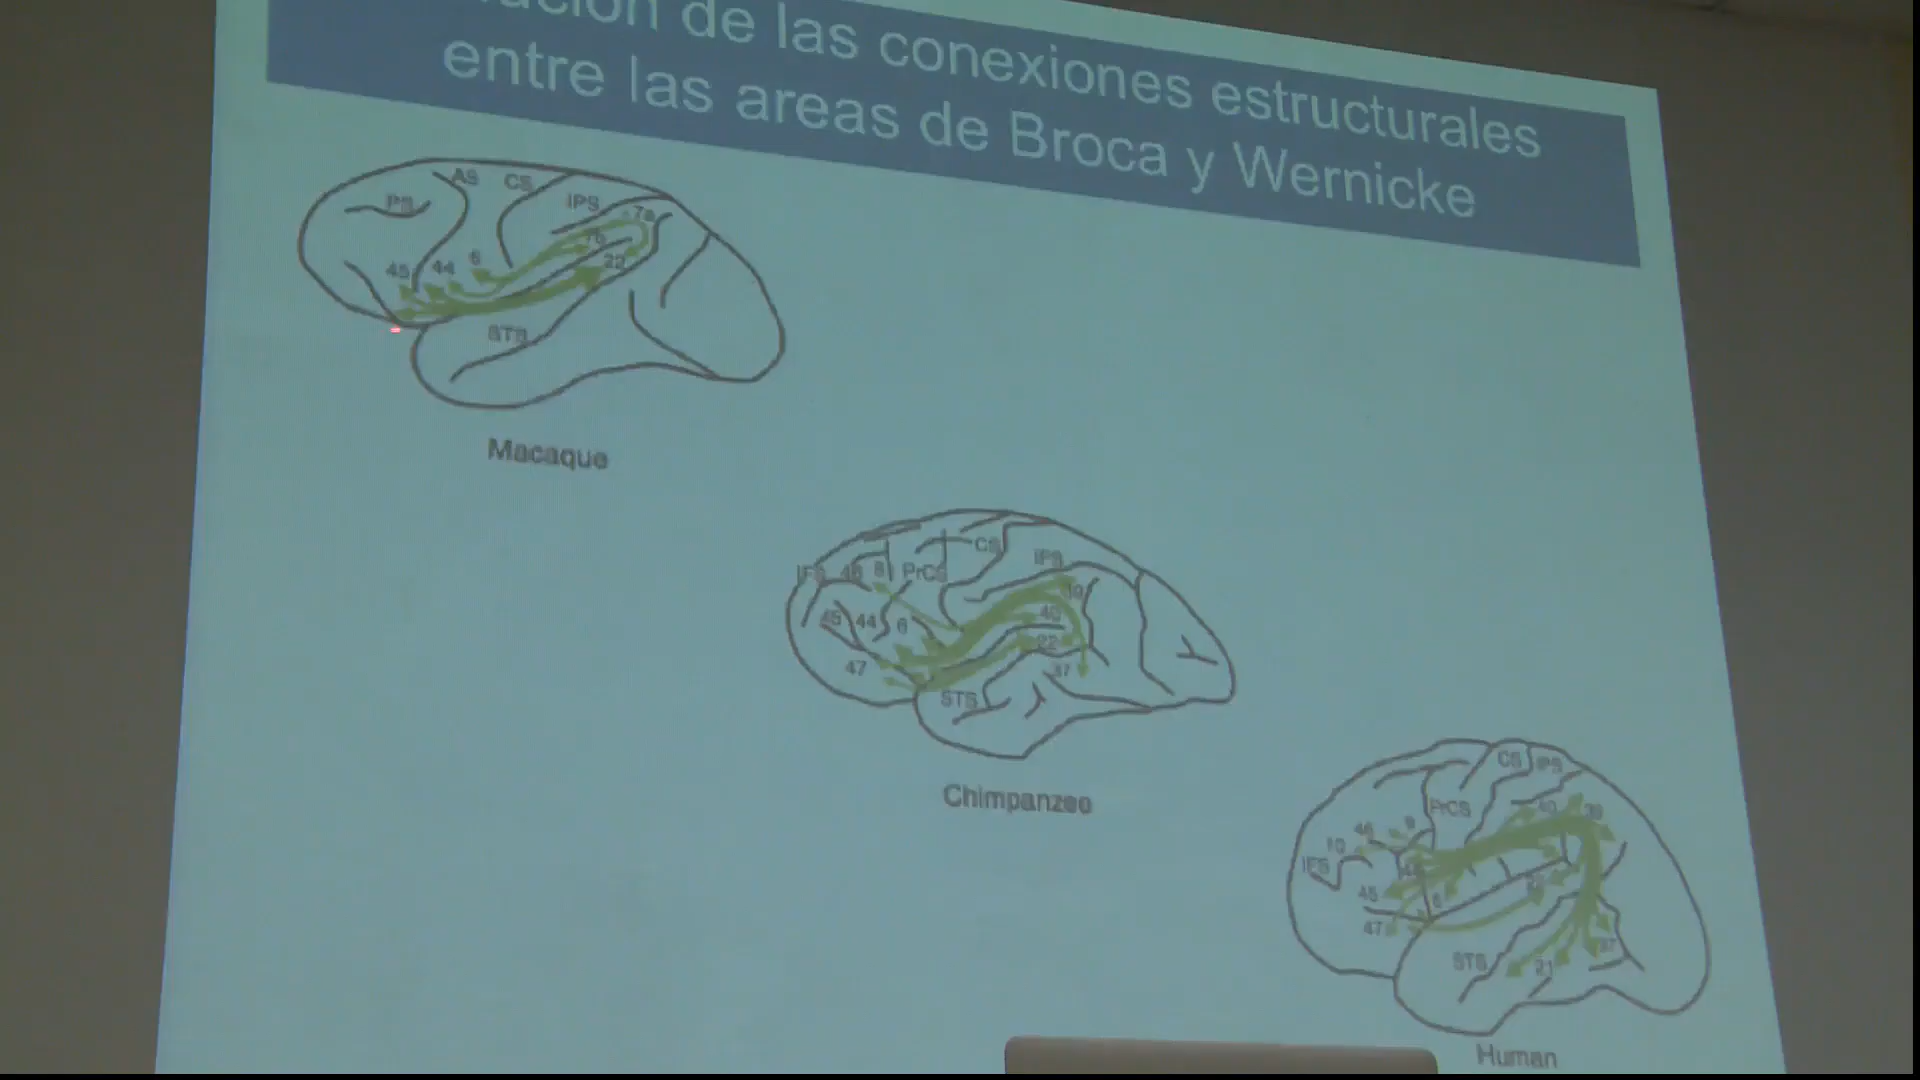 de las conexiones estructurales
entre las areas de Broca y Wernicke
AS CS
PS IPS
7a
7b
45 44 6 22
STS
Macaque
CS
IFS 46 8 PrCS IPS
45 44 6 40
22
47 37
STS
Chimpanzee
CS IPS
PrCS
46 9 40 39
10
IFS
45 6
47
STS 21 37
Human